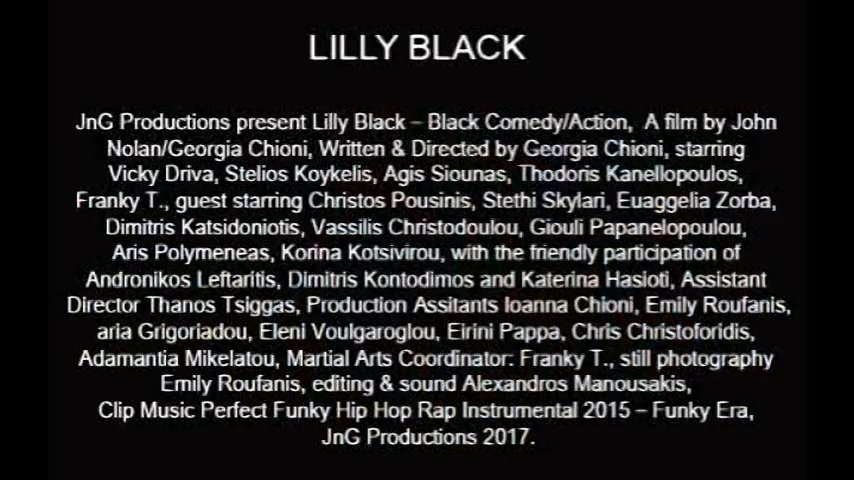 LILLY BLACK
JnG Productions present Lilly Black – Black Comedy/Action, A film by John
Nolan/Georgia Chioni, Written & Directed by Georgia Chioni, starring
Vicky Driva, Stelios Koykelis, Agis Siounas, Thodoris Kanellopoulos,
Franky T., guest starring Christos Pousinis, Stethi Skylari, Euaggelia Zorba,
Dimitris Katsidoniotis, Vassilis Christodoulou, Giouli Papanelopoulou,
Aris Polymeneas, Korina Kotsivirou, with the friendly participation of
Andronikos Leftaritis, Dimitris Kontodimos and Katerina Hasioti, Assistant
Director Thanos Tsiggas, Production Assitants Ioanna Chioni, Emily Roufanis,
aria Grigoriadou, Eleni Voulgaroglou, Eirini Pappa, Chris Christoforidis,
Adamantia Mikelatou, Martial Arts Coordinator: Franky T., still photography
Emily Roufanis, editing & sound Alexandros Manousakis,
Clip Music Perfect Funky Hip Hop Rap Instrumental 2015 – Funky Era,
JnG Productions 2017.